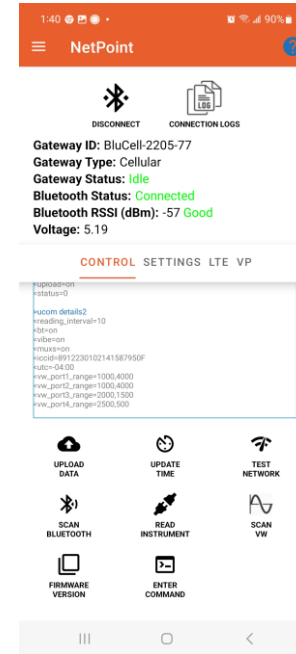 1:40
90%
NetPoint
?
LOG
DISCONNECT CONNECTION LOGS
Gateway ID: BluCell-2205-77
Gateway Type: Cellular
Gateway Status: Idle
Bluetooth Status: Connected
Bluetooth RSSI (dBm): -57 Good
Voltage: 5.19
CONTROL SETTINGS LTE VP
<upload=on
<status=0
>ucom details2
<reading_interval=10
<bt=on
<vibe=on
<muxs=on
<iccid=8912230102141587950F
<utc=-04:00
<vw_port1_range=1000,4000
<vw_port2_range=1000,4000
<vw_port3_range=2000,1500
<vw_port4_range=2500,500
UPLOAD DATA
UPDATE TIME
TEST NETWORK
SCAN BLUETOOTH
READ INSTRUMENT
SCAN VW
FIRMWARE VERSION
ENTER COMMAND